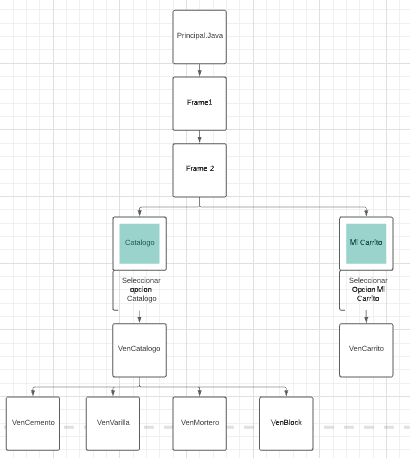 Principal.Java
Frame1
Frame 2
Catalogo
Mi Carrito
Seleccionar
opcion
Catalogo
Seleccionar
Opcion Mi
Carrito
VenCatalogo
VenCarrito
VenCemento
VenVarilla
VenMortero
VenBlock